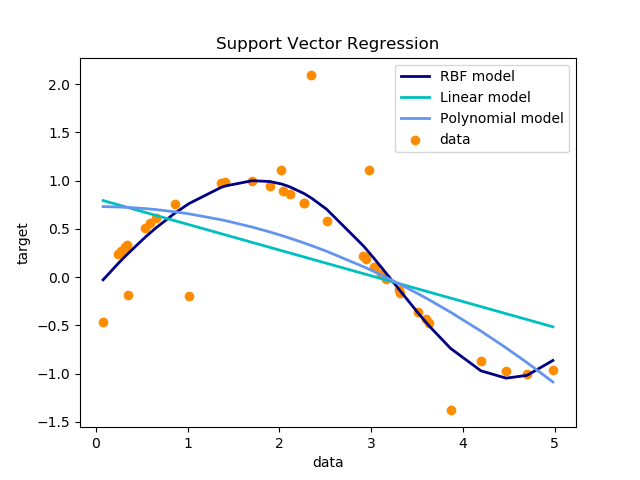 Support Vector Regression
RBF model
Linear model
Polynomial model
data
target
2.0
1.5
1.0
0.5
0.0
−0.5
−1.0
−1.5
0 1 2 3 4 5
data